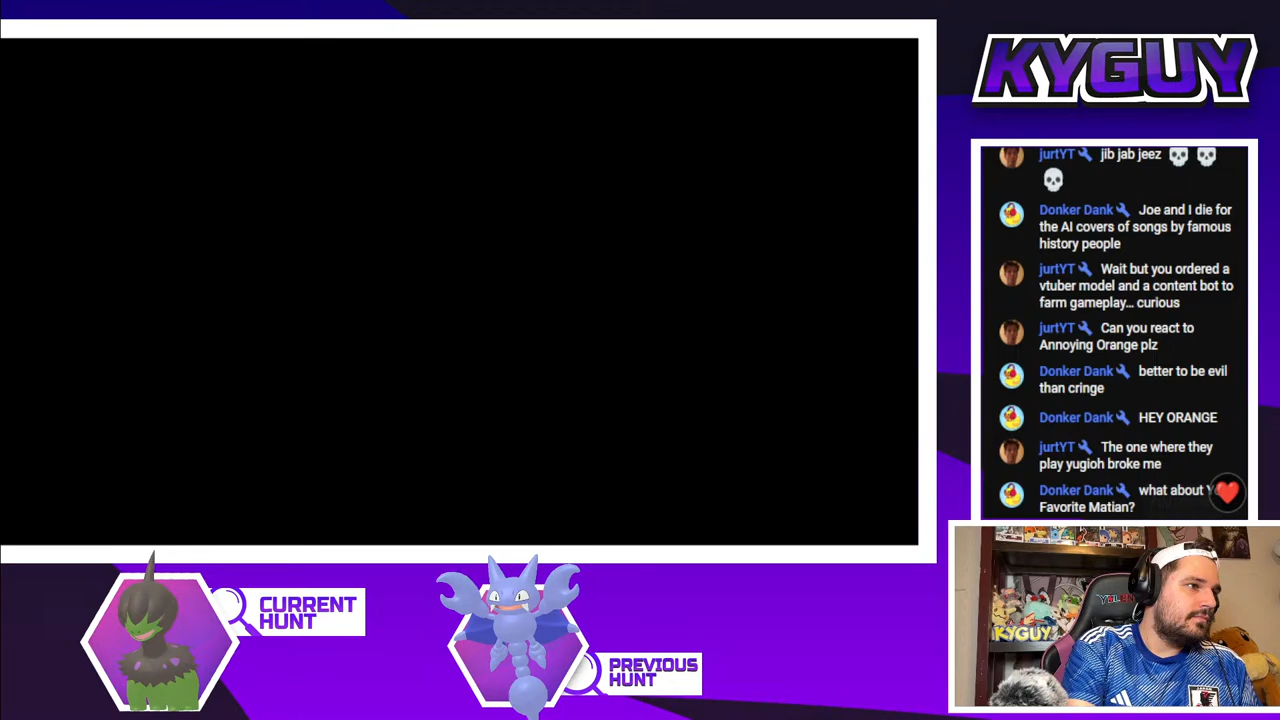 KYGUY
jurtYT jib jab jeez 💀 💀
💀
Donker Dank Joe and I die for
the AI covers of songs by famous
history people
jurtYT Wait but you ordered a
vtuber model and a content bot to
farm gameplay... curious
jurtYT Can you react to
Annoying Orange plz
Donker Dank better to be evil
than cringe
Donker Dank HEY ORANGE
jurtYT The one where they
play yugioh broke me
Donker Dank what about
Favorite Matian?
CURRENT
HUNT
PREVIOUS
HUNT
KYGUY